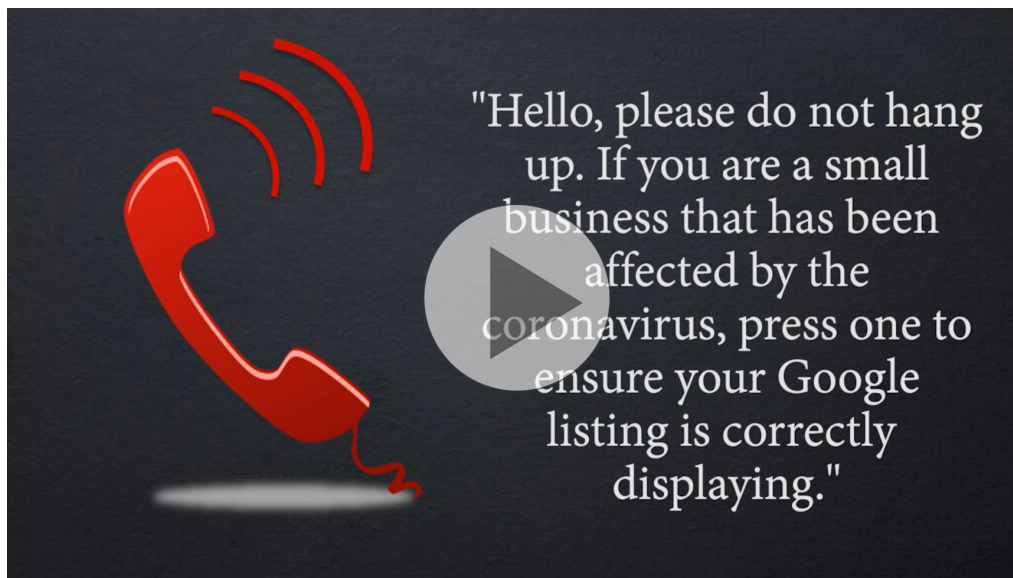 "Hello, please do not hang
up. If you are a small
business that has been
affected by the
coronavirus, press one to
ensure your Google
listing is correctly
displaying."